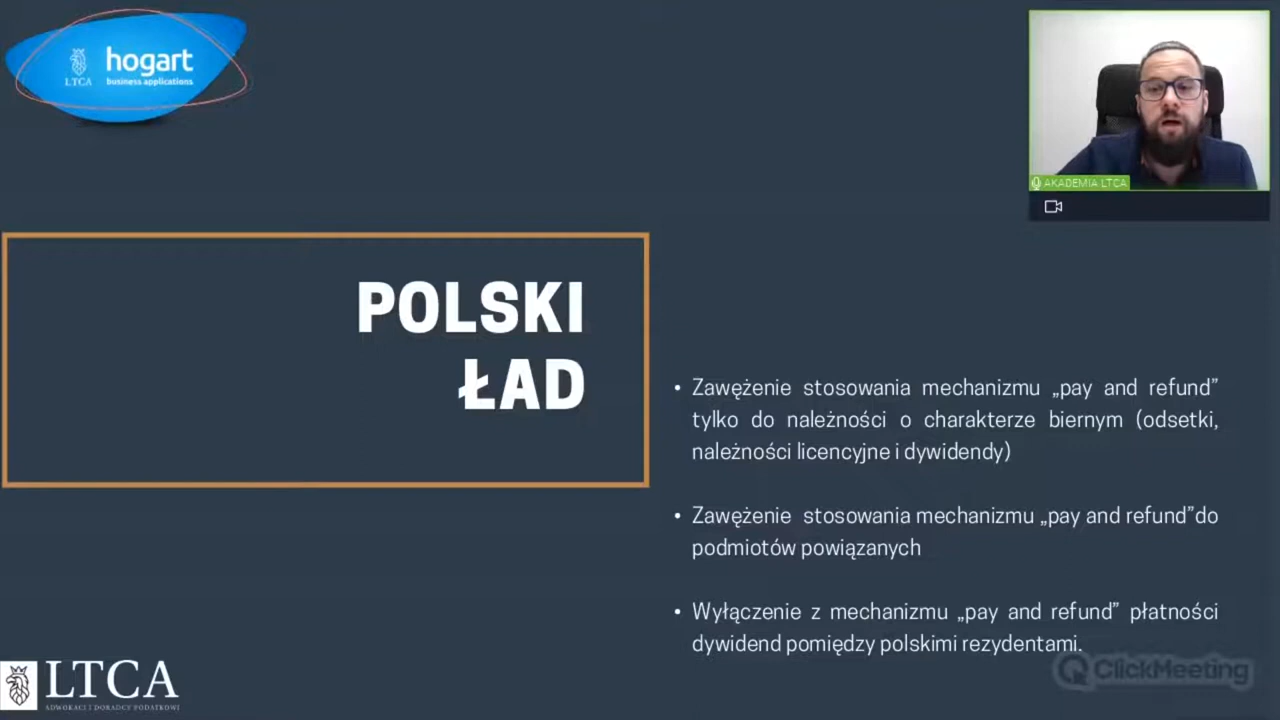 LTCA
hogart
business applications
AKADEMIA LTCA
POLSKI
ŁAD
• Zawężenie stosowania mechanizmu „pay and refund”
tylko do należności o charakterze biernym (odsetki,
należności licencyjne i dywidendy)
• Zawężenie stosowania mechanizmu „pay and refund”do
podmiotów powiązanych
• Wyłączenie z mechanizmu „pay and refund” płatności
dywidend pomiędzy polskimi rezydentami.
ClickMeeting
LTCA
ADWOKACI I DORADCY PODATKOWI